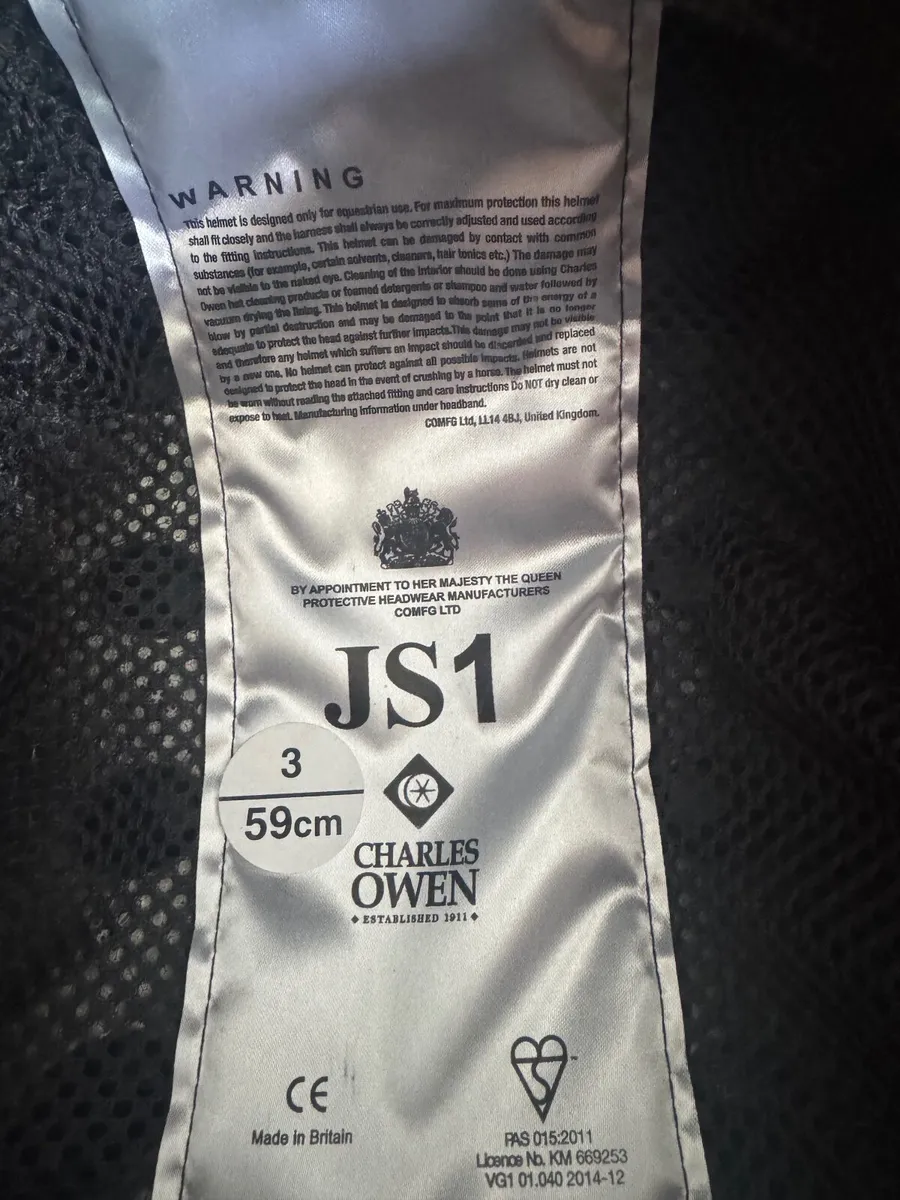 WARNING
This helmet is designed only for equestrian use. For maximum protection this helmet
shall fit closely and the harness shall always be correctly adjusted and used according
to the fitting instructions. This helmet can be damaged by contact with common
substances (for example, certain solvents, cleaners, hair tonics etc.) The damage may
not be visible to the naked eye. Cleaning of the interior should be done using Charles
Owen hat cleaning products or foamed detergents or shampoo and water followed by
vacuum drying the lining. This helmet is designed to absorb some of the energy of a
blow by partial destruction and may be damaged to the point that it is no longer
adequate to protect the head against further impacts.This damage may not be visible
and therefore any helmet which suffers an impact should be discarded and replaced
by a new one. No helmet can protect against all possible impacts. Helmets are not
designed to protect the head in the event of crushing by a horse. The helmet must not
be worn without reading the attached fitting and care instructions Do NOT dry clean or
expose to heat. Manufacturing information under headband.
COMFG Ltd, LL14 4BJ, United Kingdom.
BY APPOINTMENT TO HER MAJESTY THE QUEEN
PROTECTIVE HEADWEAR MANUFACTURERS
COMFG LTD
JS1
3
59cm
CHARLES
OWEN
ESTABLISHED 1911
CE
Made in Britain
PAS 015:2011
Licence No. KM 669253
VG1 01.040 2014-12